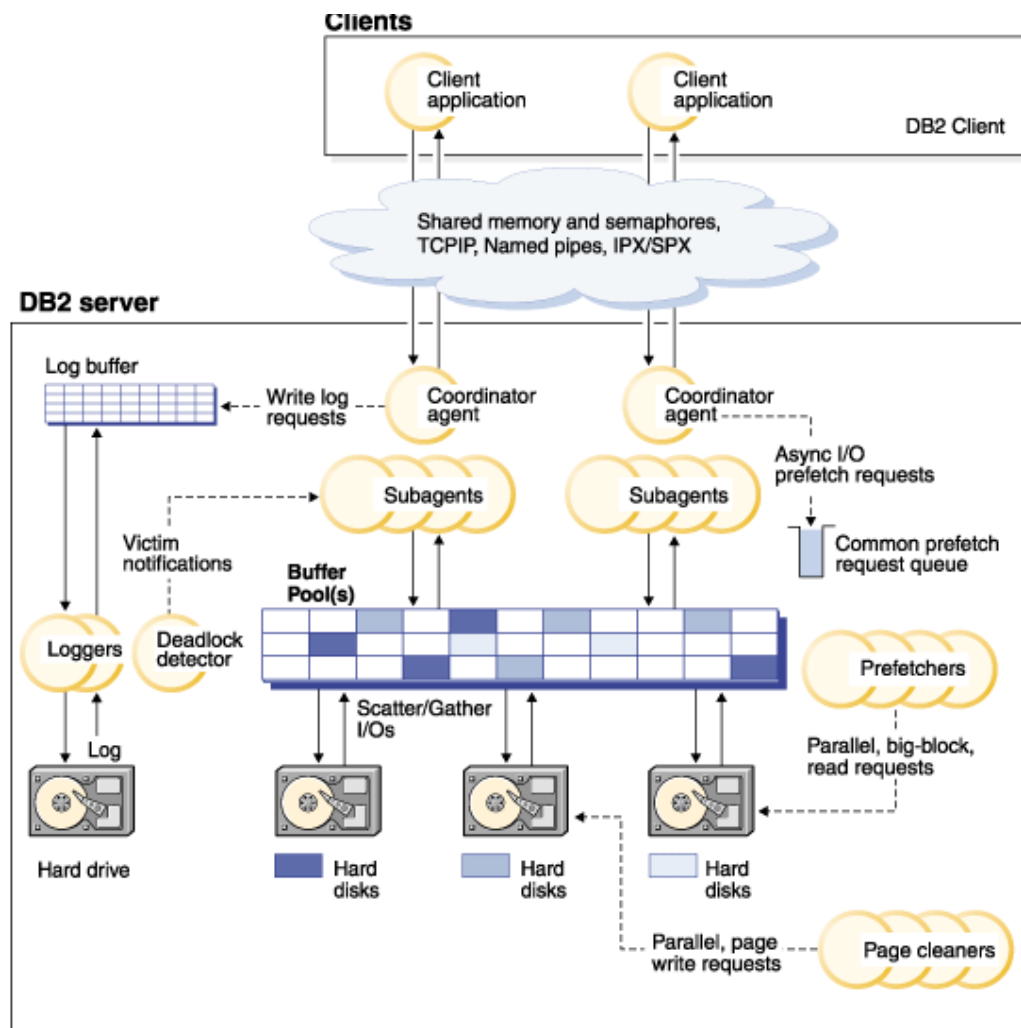 Clients
Client
application
Client
application
DB2 Client
Shared memory and semaphores,
TCPIP, Named pipes, IPX/SPX
DB2 server
Log buffer
Write log
requests
Coordinator
agent
Coordinator
agent
Async I/O
prefetch requests
Subagents
Subagents
Victim
notifications
Common prefetch
request queue
Buffer
Pool(s)
Loggers
Deadlock
detector
Prefetchers
Scatter/Gather
I/Os
Log
Parallel, big-block,
read requests
Hard drive
Hard
disks
Hard
disks
Hard
disks
Parallel, page
write requests
Page cleaners